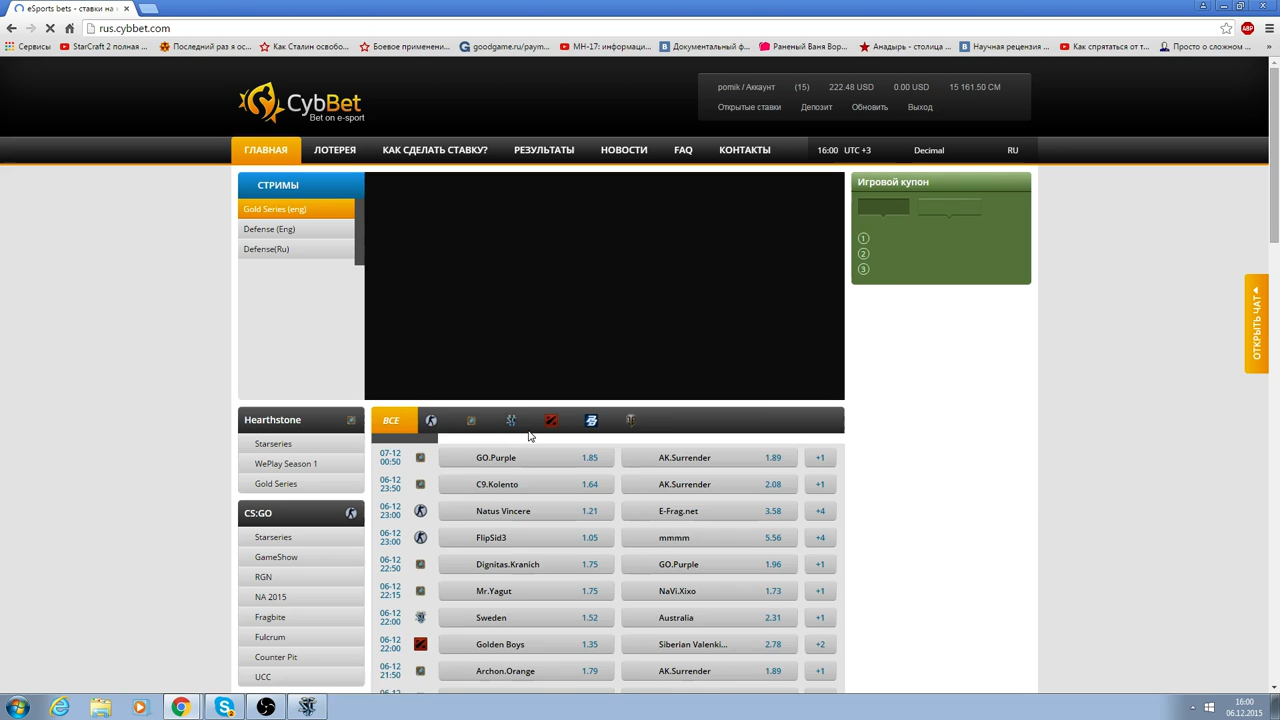 eSports bets - ставки на
rus.cybbet.com
Сервисы
StarCraft 2 полная ...
Последний раз я ос...
Как Сталин освобо...
Боевое применени...
goodgame.ru/paym...
МН-17: информаци...
Документальный ф...
Раненый Ваня Вор...
Анадырь - столица ...
Научная рецензия ...
Как спрятаться от т...
Просто о сложном ...
»
ABP
CybBet
Bet on e-sport
pomik / Аккаунт (15) 222.48 USD 0.00 USD 15 161.50 CM
Открытые ставки Депозит Обновить Выход
ГЛАВНАЯ ЛОТЕРЕЯ КАК СДЕЛАТЬ СТАВКУ? РЕЗУЛЬТАТЫ НОВОСТИ FAQ КОНТАКТЫ 16:00 UTC +3 Decimal RU
СТРИМЫ
Gold Series (eng)
Defense (Eng)
Defense(Ru)
Игровой купон
1
2
3
ОТКРЫТЬ ЧАТ
Hearthstone
Starseries
WePlay Season 1
Gold Series
CS:GO
Starseries
GameShow
RGN
NA 2015
Fragbite
Fulcrum
Counter Pit
UCC
ВСЕ
07-12 00:50 GO.Purple 1.85 AK.Surrender 1.89 +1
06-12 23:50 C9.Kolento 1.64 AK.Surrender 2.08 +1
06-12 23:00 Natus Vincere 1.21 E-Frag.net 3.58 +4
06-12 23:00 FlipSid3 1.05 mmmm 5.56 +4
06-12 22:50 Dignitas.Kranich 1.75 GO.Purple 1.96 +1
06-12 22:15 Mr.Yagut 1.75 NaVi.Xixo 1.73 +1
06-12 22:00 Sweden 1.52 Australia 2.31 +1
06-12 22:00 Golden Boys 1.35 Siberian Valenki... 2.78 +2
06-12 21:50 Archon.Orange 1.79 AK.Surrender 1.89 +1
16:00
06.12.2015